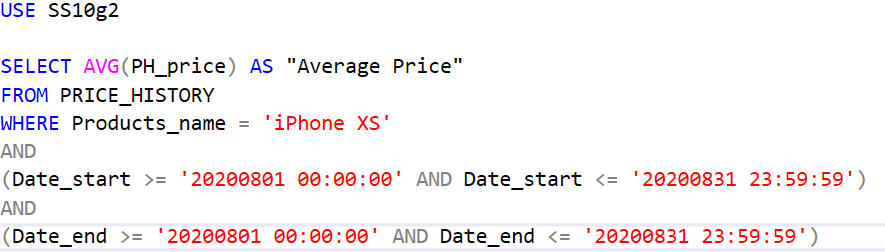 USE SS10g2
SELECT AVG(PH_price) AS "Average Price"
FROM PRICE_HISTORY
WHERE Products_name = 'iPhone XS'
AND
(Date_start >= '20200801 00:00:00' AND Date_start <= '20200831 23:59:59')
AND
(Date_end >= '20200801 00:00:00' AND Date_end <= '20200831 23:59:59')